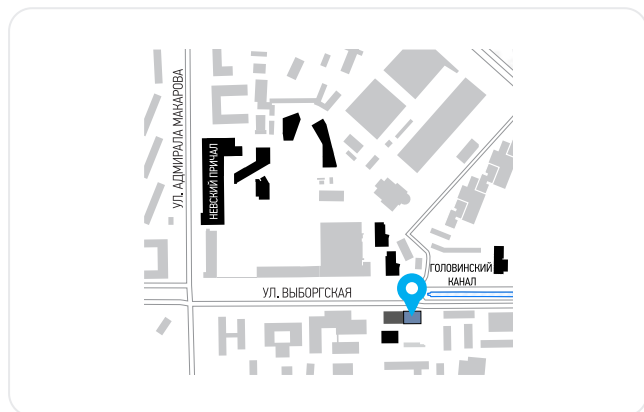 УЛ. АДМИРАЛА МАКАРОВА
НЕВСКИЙ ПРИЧАЛ
ГОЛОВИНСКИЙ
КАНАЛ
УЛ. ВЫБОРГСКАЯ